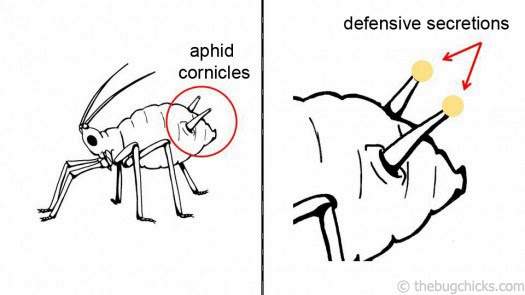 aphid
cornicles
defensive secretions
© thebugchicks.com